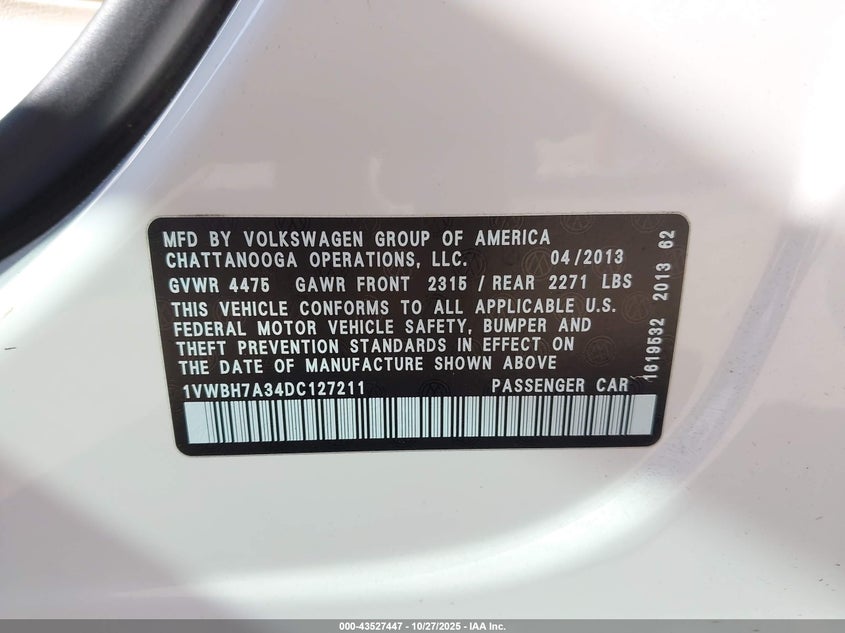 MFD BY VOLKSWAGEN GROUP OF AMERICA
CHATTANOOGA OPERATIONS, LLC. 04/2013
GVWR 4475 GAWR FRONT 2315 / REAR 2271 LBS
THIS VEHICLE CONFORMS TO ALL APPLICABLE U.S.
FEDERAL MOTOR VEHICLE SAFETY, BUMPER AND
THEFT PREVENTION STANDARDS IN EFFECT ON
THE DATE OF MANUFACTURE SHOWN ABOVE
1VWBH7A34DC127211 PASSENGER CAR
1619532 2013 62
000-43527447 - 10/27/2025 - IAA Inc.